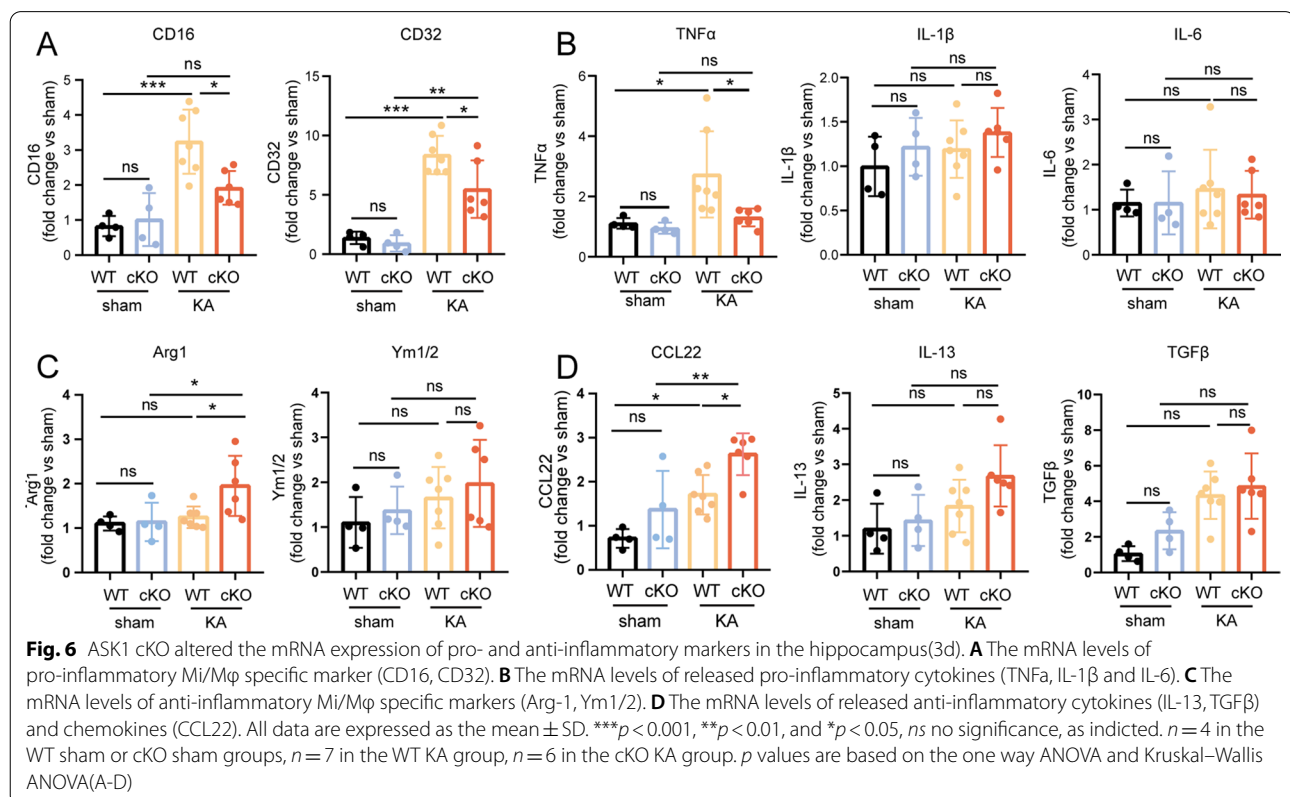 A
CD16
CD16
(fold change vs sham)
5
4
3
2
1
0
ns
***
*
ns
WT cKO WT cKO
sham KA
CD32
CD32
(fold change vs sham)
15
10
5
0
**
***
*
ns
WT cKO WT cKO
sham KA
B
TNFα
TNFα
(fold change vs sham)
6
4
2
0
ns
*
*
ns
WT cKO WT cKO
sham KA
IL-1β
IL-1β
(fold change vs sham)
2.0
1.5
1.0
0.5
0.0
ns
ns
ns
ns
WT cKO WT cKO
sham KA
IL-6
IL-6
(fold change vs sham)
4
3
2
1
0
ns
ns
ns
ns
WT cKO WT cKO
sham KA
C
Arg1
Arg1
(fold change vs sham)
4
3
2
1
0
*
ns
*
ns
WT cKO WT cKO
sham KA
Ym1/2
Ym1/2
(fold change vs sham)
4
3
2
1
0
ns
ns
ns
ns
WT cKO WT cKO
sham KA
D
CCL22
CCL22
(fold change vs sham)
4
3
2
1
0
**
*
*
ns
WT cKO WT cKO
sham KA
IL-13
IL-13
(fold change vs sham)
5
4
3
2
1
0
ns
ns
ns
ns
WT cKO WT cKO
sham KA
TGFβ
TGFβ
(fold change vs sham)
10
8
6
4
2
0
ns
ns
ns
ns
WT cKO WT cKO
sham KA
Fig. 6 ASK1 cKO altered the mRNA expression of pro- and anti-inflammatory markers in the hippocampus(3d). A The mRNA levels of
pro-inflammatory Mi/Mφ specific marker (CD16, CD32). B The mRNA levels of released pro-inflammatory cytokines (TNFa, IL-1β and IL-6). C The
mRNA levels of anti-inflammatory Mi/Mφ specific markers (Arg-1, Ym1/2). D The mRNA levels of released anti-inflammatory cytokines (IL-13, TGFβ)
and chemokines (CCL22). All data are expressed as the mean ± SD. ***p < 0.001, **p < 0.01, and *p < 0.05, ns no significance, as indicted. n = 4 in the
WT sham or cKO sham groups, n = 7 in the WT KA group, n = 6 in the cKO KA group. p values are based on the one way ANOVA and Kruskal–Wallis
ANOVA(A-D)